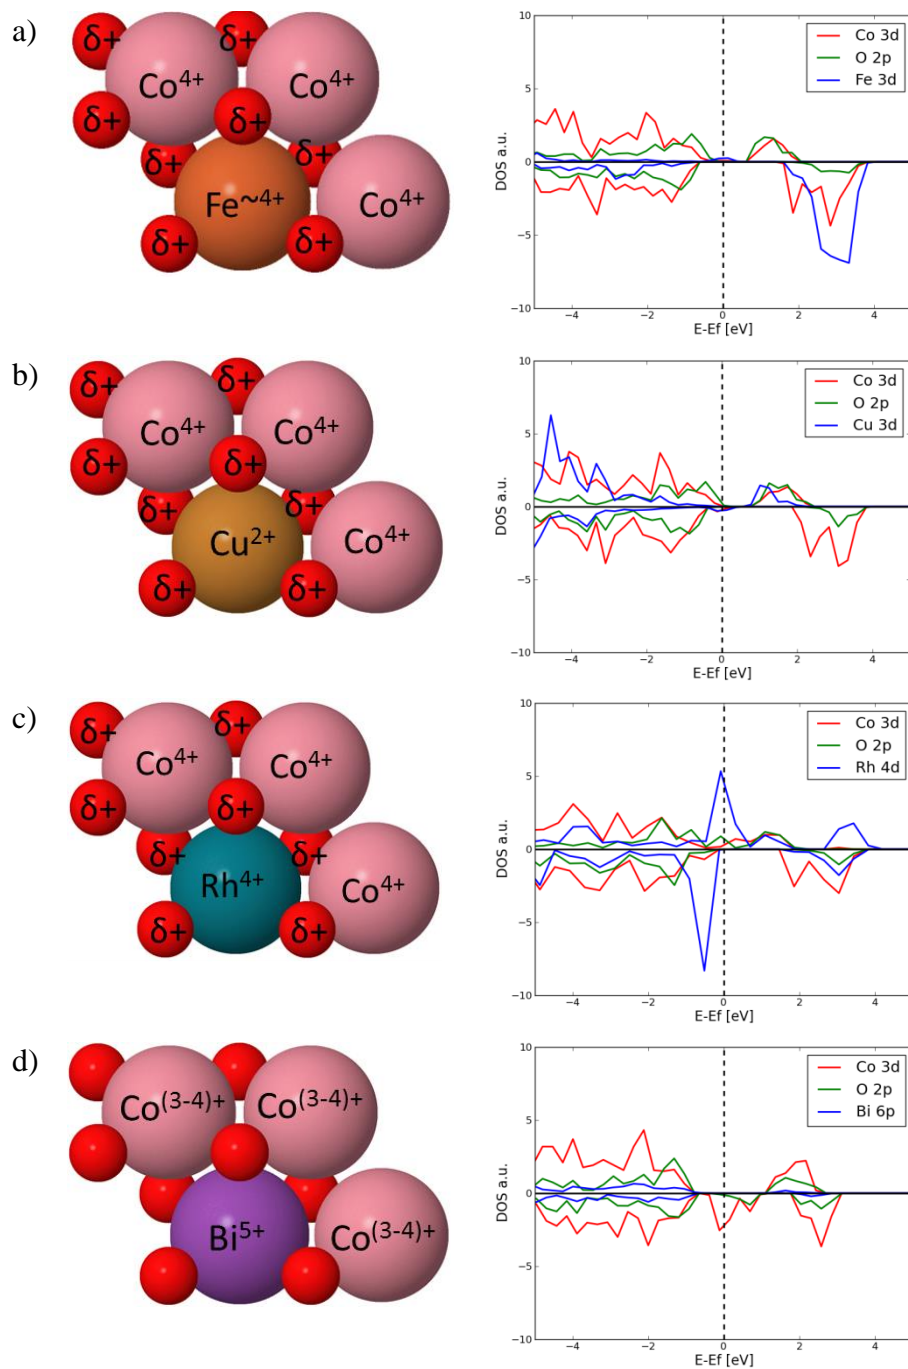 a)
δ+ δ+
Co⁴⁺ Co⁴⁺
δ+ δ+
δ+ δ+
Fe~⁴⁺ Co⁴⁺
δ+ δ+
10
5
0
−5
−10
DOS a.u.
Co 3d
O 2p
Fe 3d
−4 −2 0 2 4
E-Ef [eV]
b)
δ+ δ+
Co⁴⁺ Co⁴⁺
δ+ δ+
δ+ δ+
Cu²⁺ Co⁴⁺
δ+ δ+
10
5
0
−5
−10
DOS a.u.
Co 3d
O 2p
Cu 3d
−4 −2 0 2 4
E-Ef [eV]
c)
δ+ δ+
Co⁴⁺ Co⁴⁺
δ+ δ+
δ+ δ+
Rh⁴⁺ Co⁴⁺
δ+ δ+
10
5
0
−5
−10
DOS a.u.
Co 3d
O 2p
Rh 4d
−4 −2 0 2 4
E-Ef [eV]
d)
Co⁽³⁻⁴⁾⁺ Co⁽³⁻⁴⁾⁺
Bi⁵⁺ Co⁽³⁻⁴⁾⁺
10
5
0
−5
−10
DOS a.u.
Co 3d
O 2p
Bi 6p
−4 −2 0 2 4
E-Ef [eV]